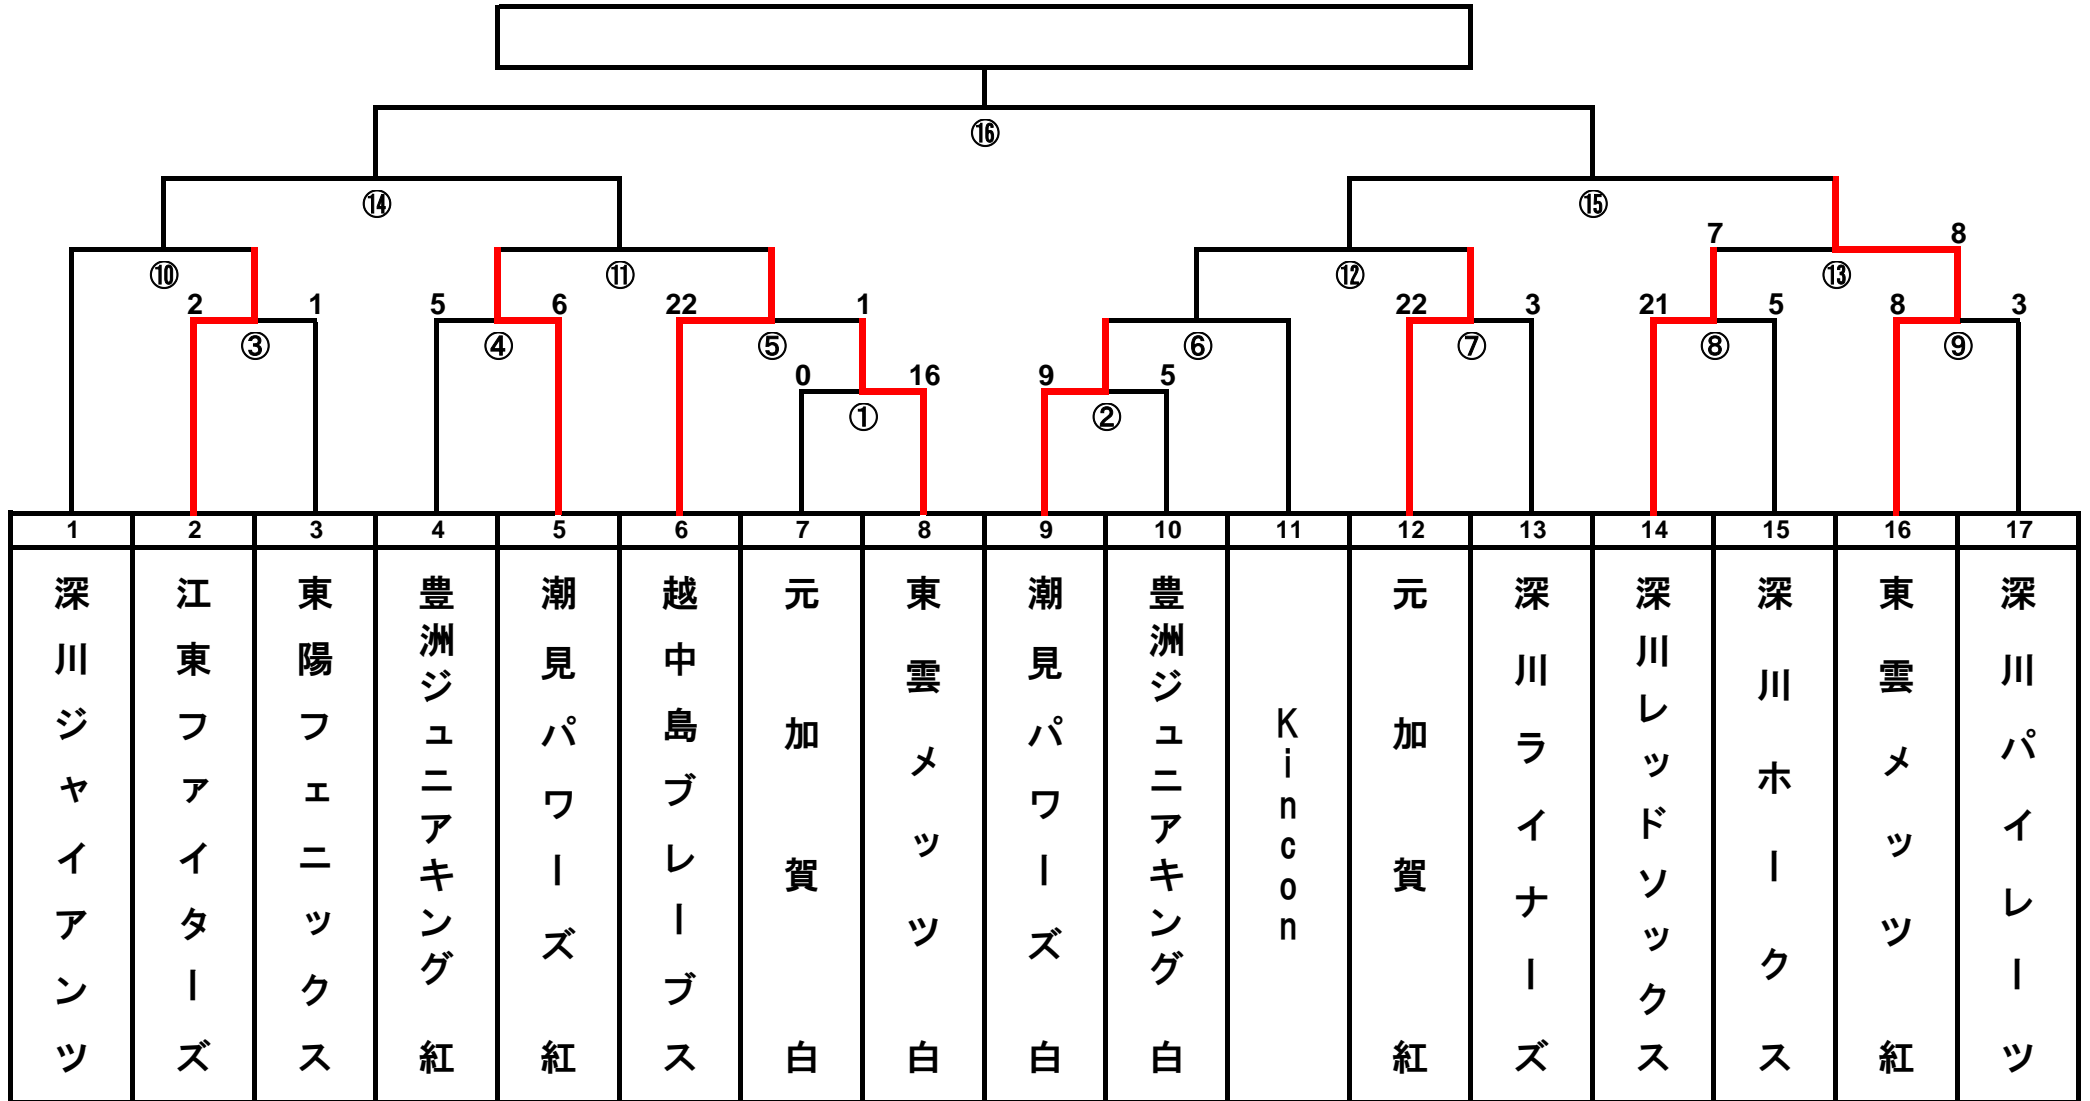 ⑯
⑭ ⑮
7 8
⑩ ⑪ ⑫ ⑬
2 1 5 6 22 1 22 3 21 5 8 3
③ ④ ⑤ ⑥ ⑦ ⑧ ⑨
0 16 9 5
① ②
1 2 3 4 5 6 7 8 9 10 11 12 13 14 15 16 17
深川ジャイアンツ
江東ファイターズ
東陽フェニックス
豊洲ジュニアキング 紅
潮見パワーズ 紅
越中島ブレーブス
元加賀 白
東雲メッツ 白
潮見パワーズ 白
豊洲ジュニアキング 白
Kincon
元加賀 紅
深川ライナーズ
深川レッドソックス
深川ホークス
東雲メッツ 紅
深川パイレーツ